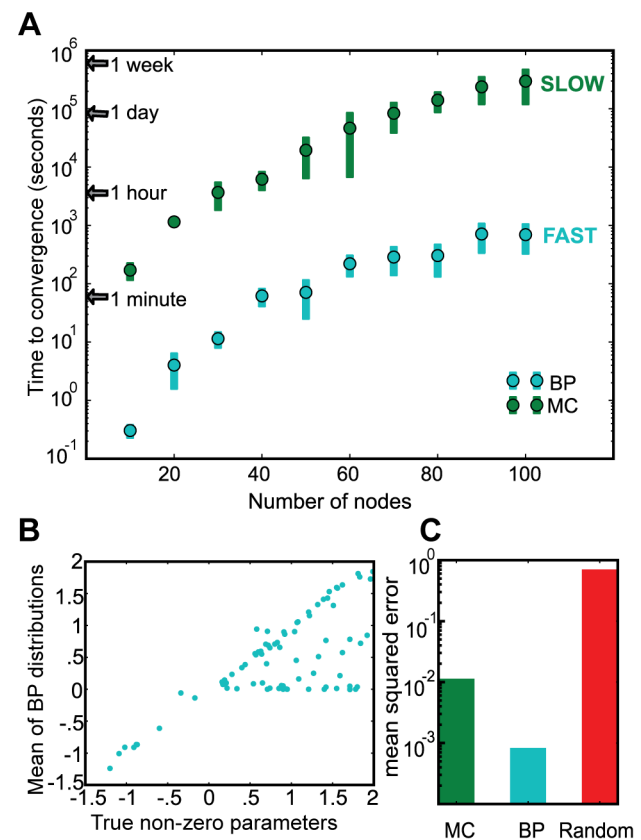 A
Time to convergence (seconds)
10^6
10^5
10^4
10^3
10^2
10^1
10^0
10^-1
1 week
1 day
1 hour
1 minute
SLOW
FAST
BP
MC
20 40 60 80 100
Number of nodes
B
Mean of BP distributions
2
1.5
1
.5
0
-.5
-1
-1.5
-1.5 -1 -.5 0 .5 1 1.5 2
True non-zero parameters
C
mean squared error
10^0
10^-1
10^-2
10^-3
MC BP Random